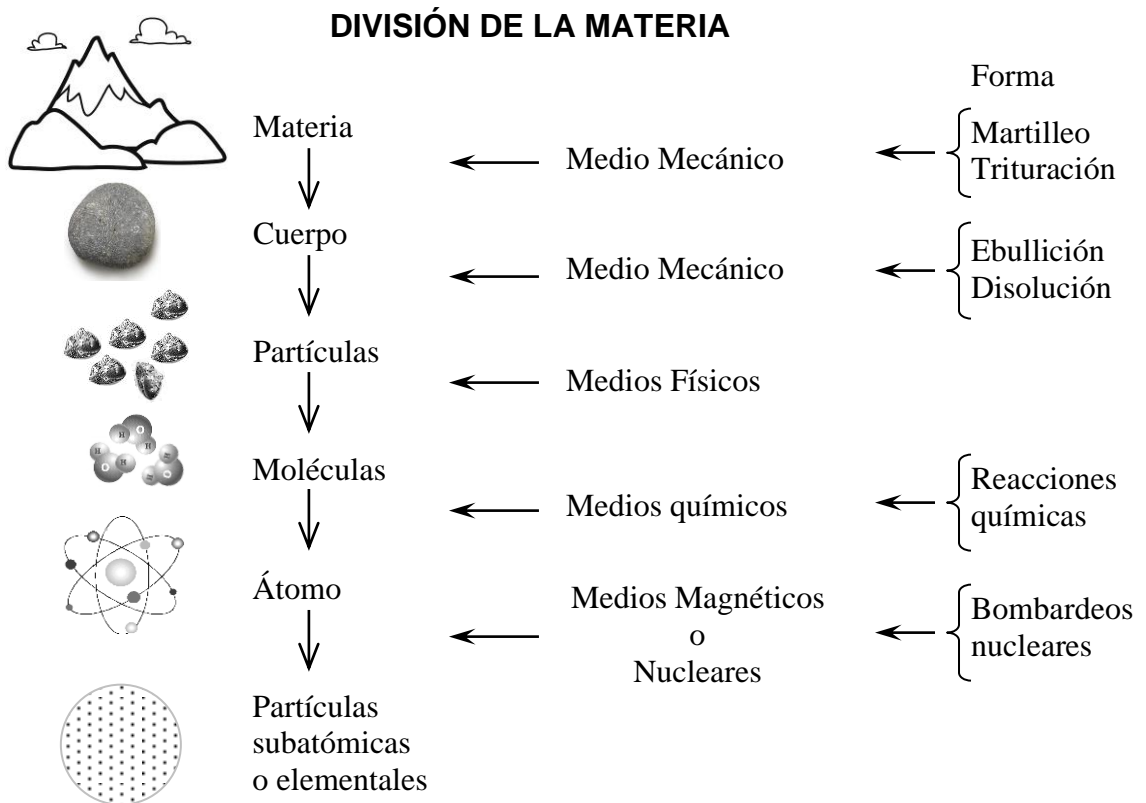 DIVISIÓN DE LA MATERIA
Forma
Materia
Medio Mecánico
Martilleo
Trituración
Cuerpo
Medio Mecánico
Ebullición
Disolución
Partículas
Medios Físicos
H
O
H
H
O
H
H
O
H
Moléculas
Medios químicos
Reacciones
químicas
Átomo
Medios Magnéticos
o
Nucleares
Bombardeos
nucleares
Partículas
subatómicas
o elementales